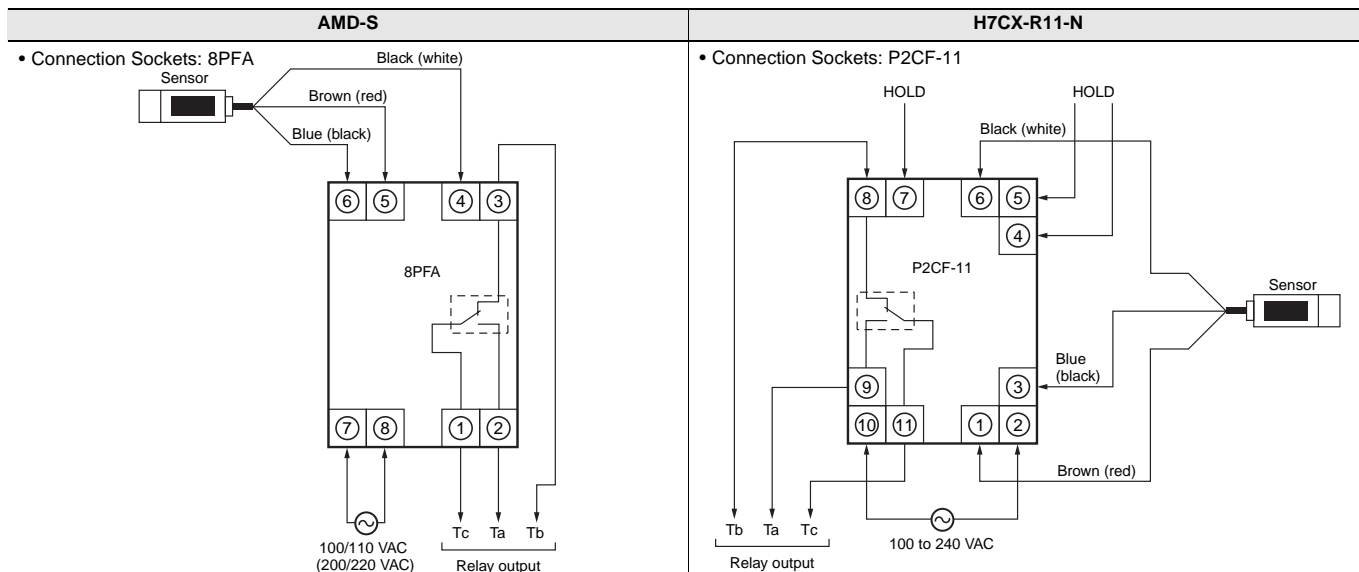 AMD-S
• Connection Sockets: 8PFA
Sensor
Black (white)
Brown (red)
Blue (black)
6 5 4 3
8PFA
7 8 1 2
100/110 VAC
(200/220 VAC)
Tc Ta Tb
Relay output
H7CX-R11-N
• Connection Sockets: P2CF-11
HOLD
HOLD
Black (white)
8 7 6 5
4
P2CF-11
Sensor
Blue
(black)
9 3
10 11 1 2
Brown (red)
Tb Ta Tc
100 to 240 VAC
Relay output